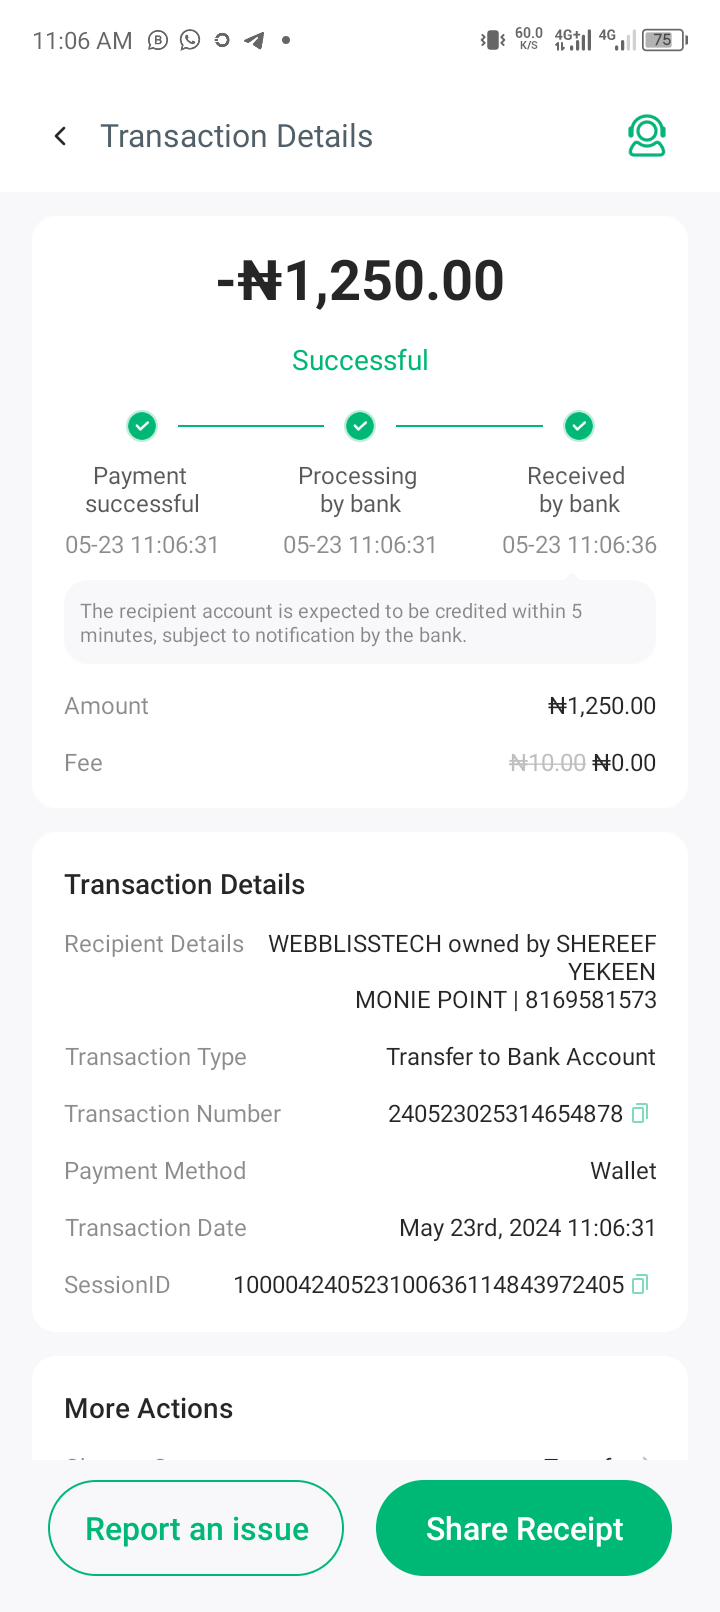 11:06 AM
60.0
K/S
4G+
4G
75
Transaction Details
-₦1,250.00
Successful
Payment successful
Processing by bank
Received by bank
05-23 11:06:31
05-23 11:06:31
05-23 11:06:36
The recipient account is expected to be credited within 5
minutes, subject to notification by the bank.
Amount ₦1,250.00
Fee ₦10.00 ₦0.00
Transaction Details
Recipient Details WEBBLISSTECH owned by SHEREEF
YEKEEN
MONIE POINT | 8169581573
Transaction Type Transfer to Bank Account
Transaction Number 240523025314654878
Payment Method Wallet
Transaction Date May 23rd, 2024 11:06:31
SessionID 100004240523100636114843972405
More Actions
Report an issue
Share Receipt